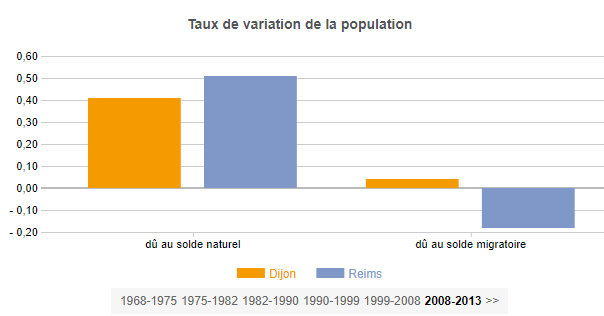 Taux de variation de la population
0,60
0,50
0,40
0,30
0,20
0,10
0,00
- 0,10
- 0,20
dû au solde naturel dû au solde migratoire
Dijon Reims
1968-1975 1975-1982 1982-1990 1990-1999 1999-2008 2008-2013 >>